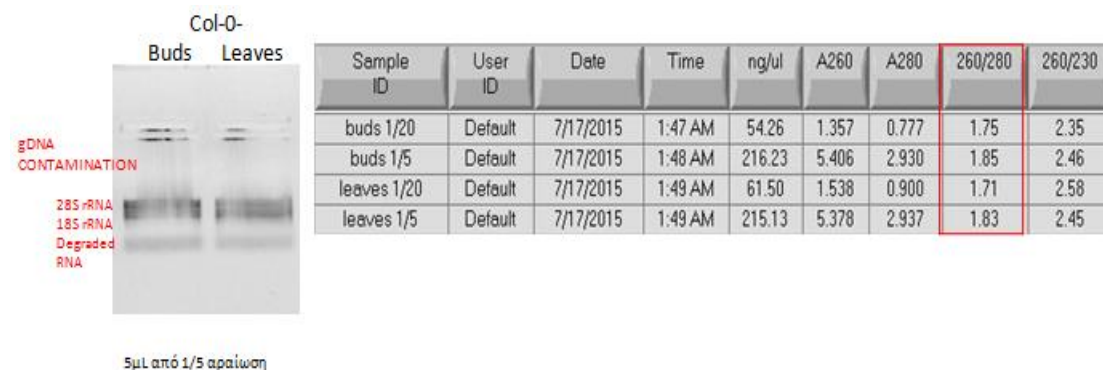 Col-0-
Buds Leaves
gDNA
CONTAMINATION
28S rRNA
18S rRNA
Degraded
RNA
Sample ID User ID Date Time ng/ul A260 A280 260/280 260/230
buds 1/20 Default 7/17/2015 1:47 AM 54.26 1.357 0.777 1.75 2.35
buds 1/5 Default 7/17/2015 1:48 AM 216.23 5.406 2.930 1.85 2.46
leaves 1/20 Default 7/17/2015 1:49 AM 61.50 1.538 0.900 1.71 2.58
leaves 1/5 Default 7/17/2015 1:49 AM 215.13 5.378 2.937 1.83 2.45
5μL από 1/5 αραίωση